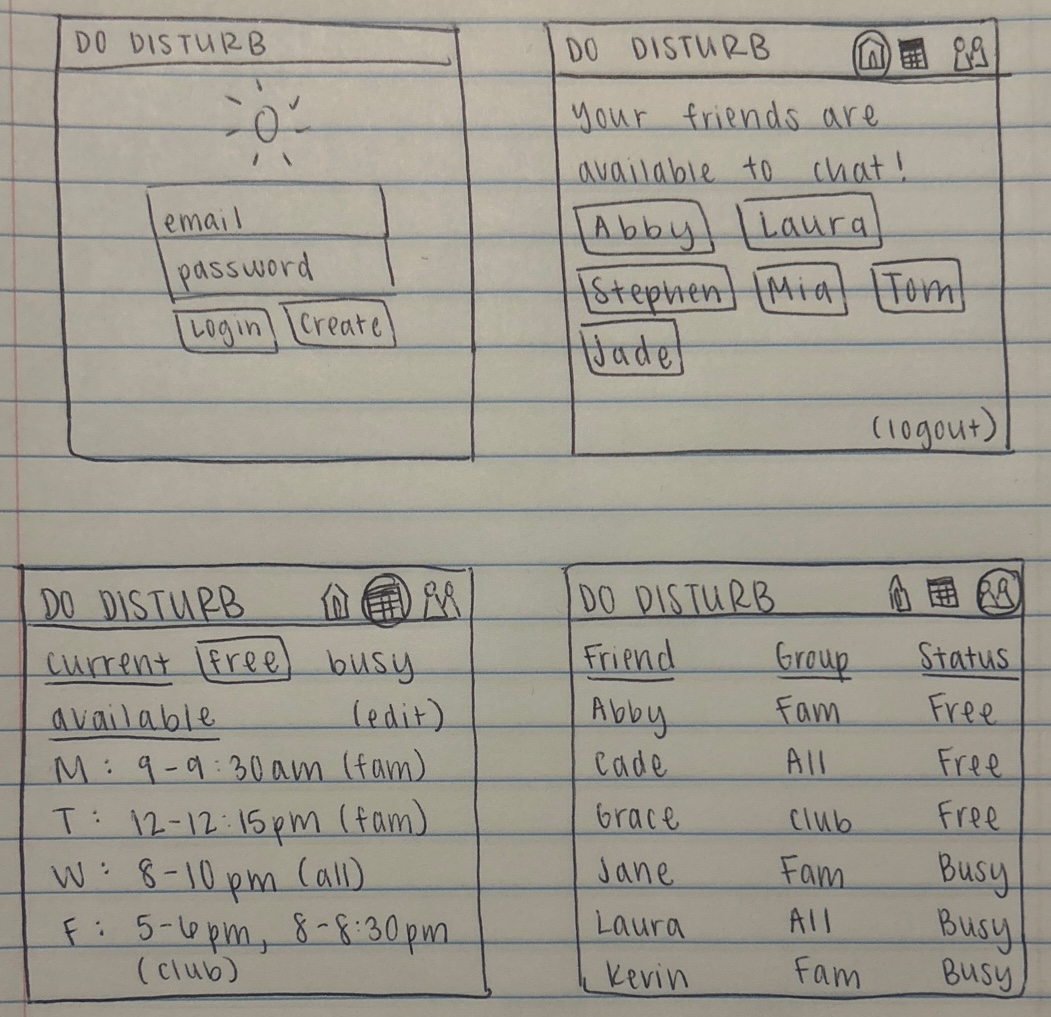 DO DISTURB
email
password
Login Create
DO DISTURB
Your friends are
available to chat!
Abby Laura
Stephen Mia Tom
Jade
(logout)
DO DISTURB
current free busy
available (edit)
M: 9-9:30am (fam)
T: 12-12:15pm (fam)
W: 8-10pm (all)
F: 5-6pm, 8-8:30pm
(club)
DO DISTURB
Friend Group Status
Abby Fam Free
Cade All Free
Grace club Free
Jane Fam Busy
Laura All Busy
Kevin Fam Busy